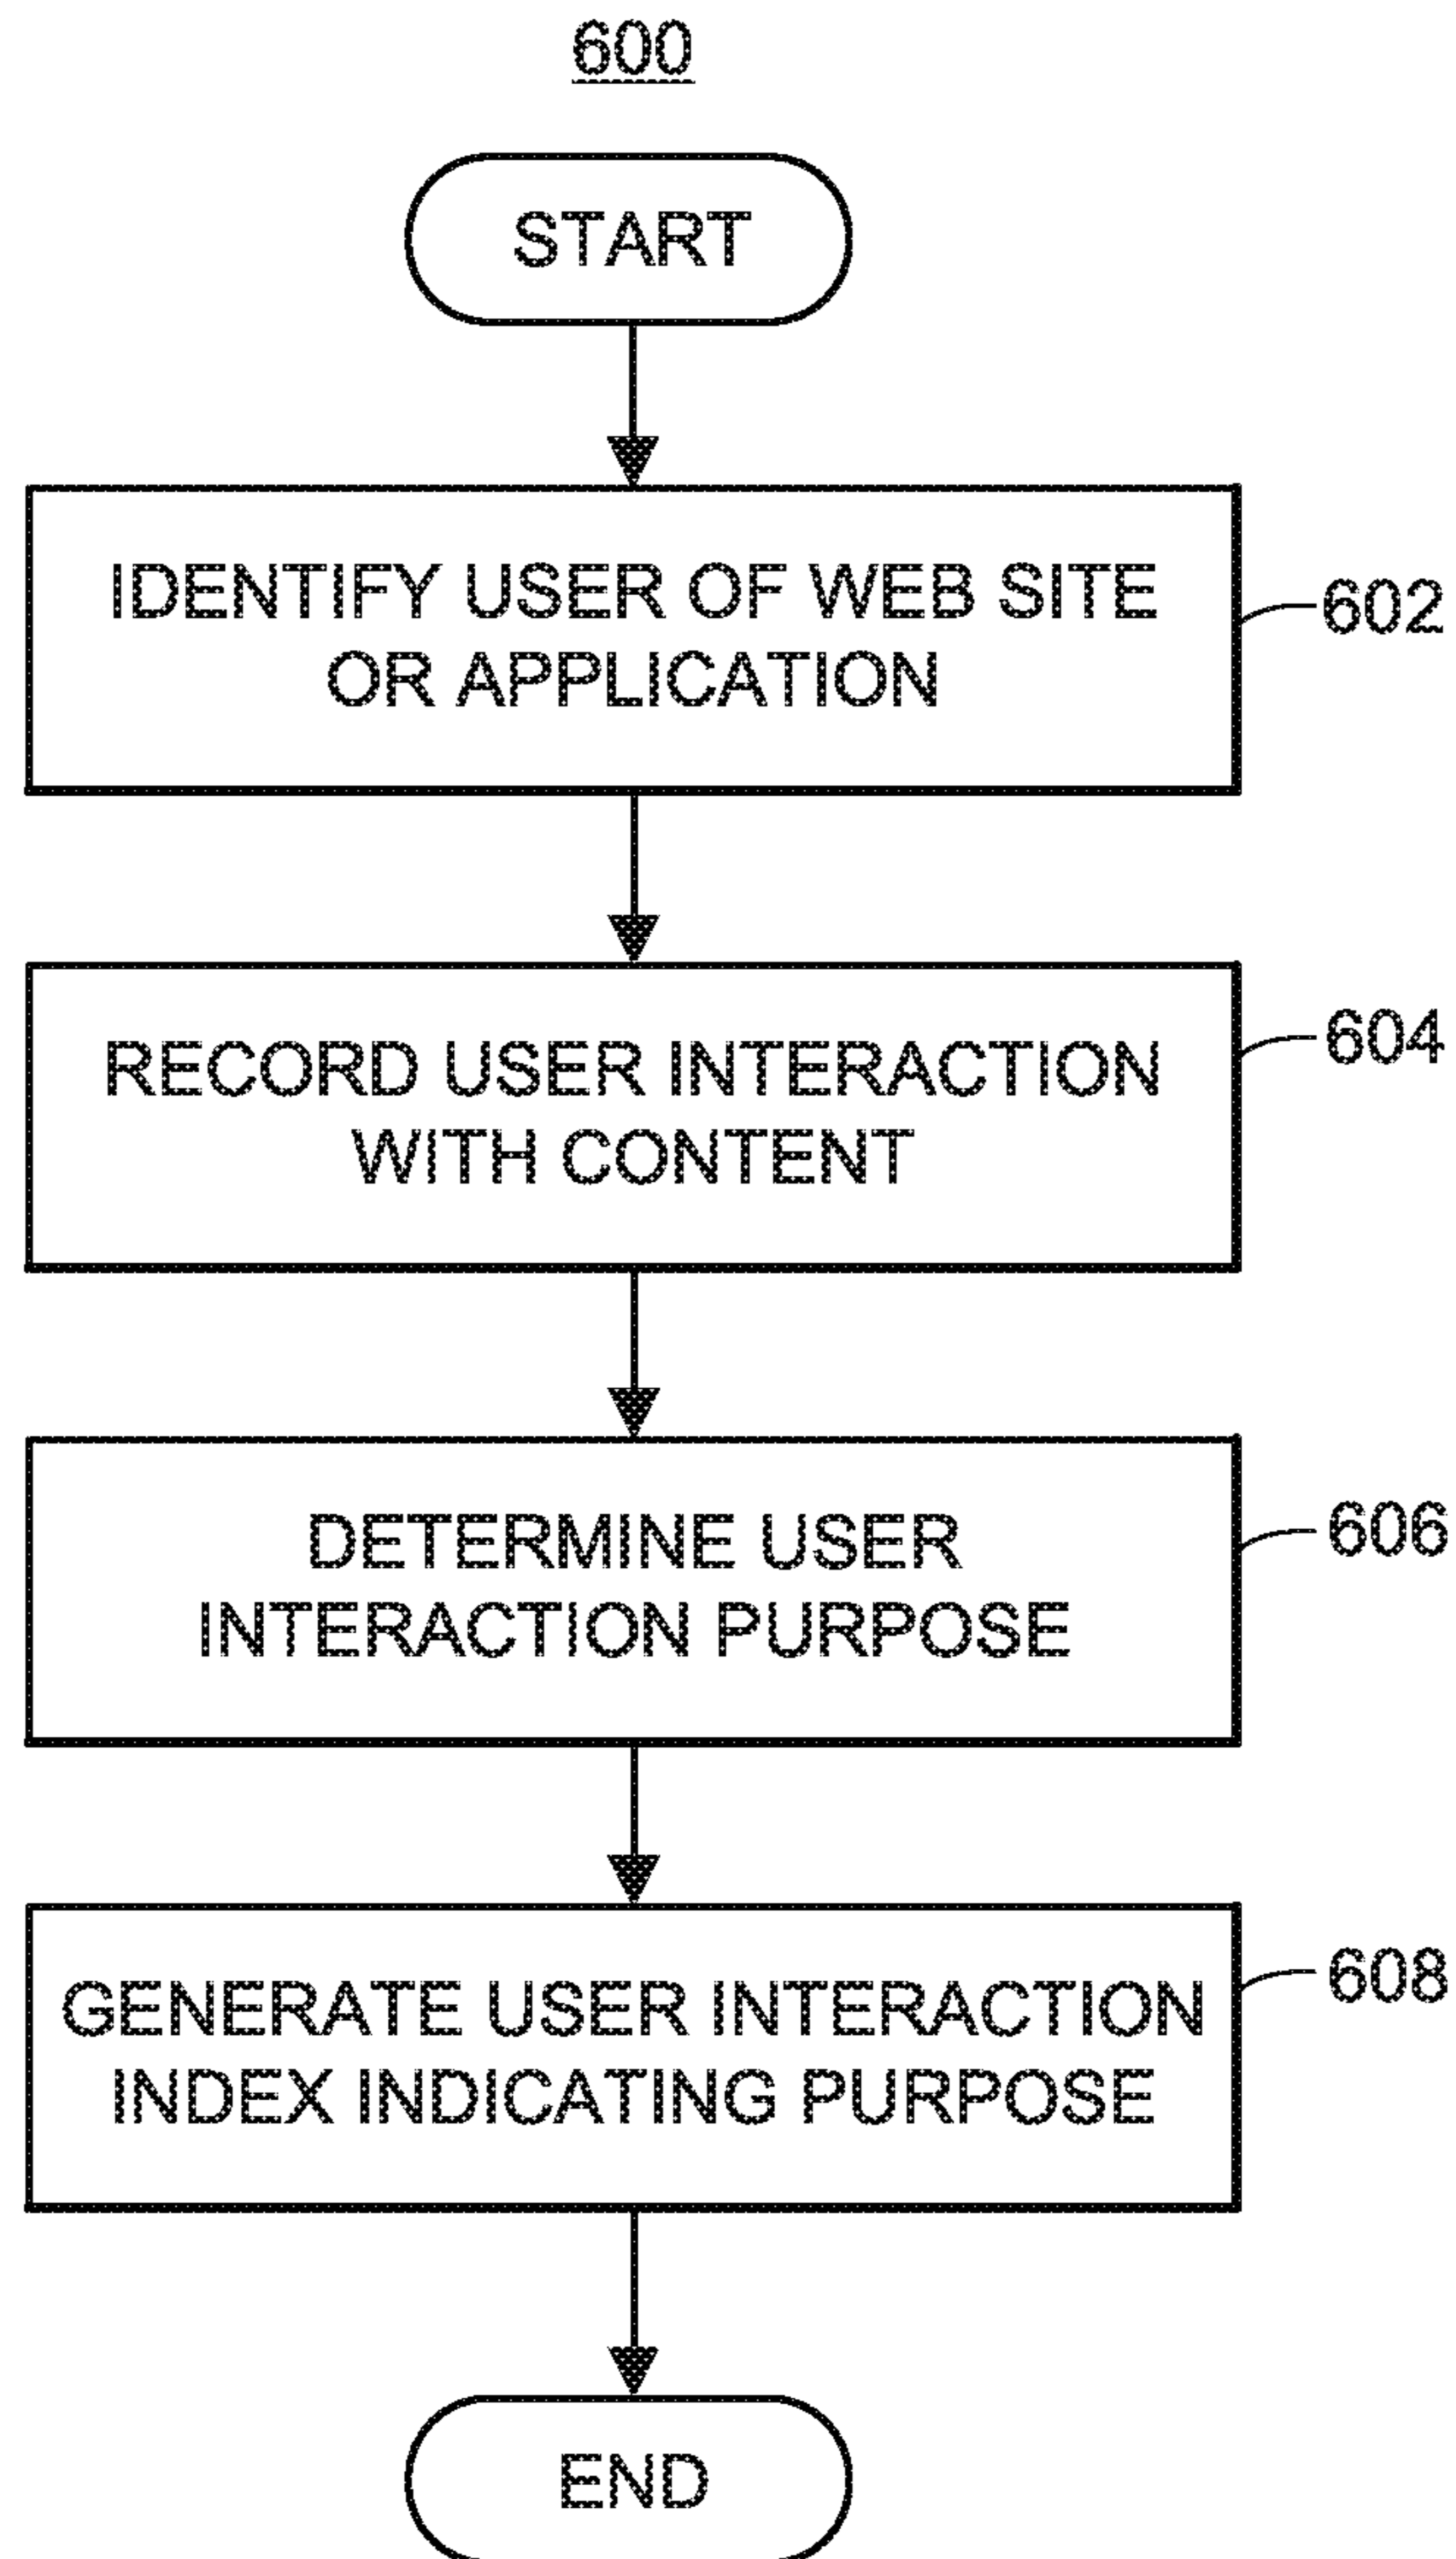 600
START
IDENTIFY USER OF WEB SITE
OR APPLICATION
602
RECORD USER INTERACTION
WITH CONTENT
604
DETERMINE USER
INTERACTION PURPOSE
606
GENERATE USER INTERACTION
INDEX INDICATING PURPOSE
608
END